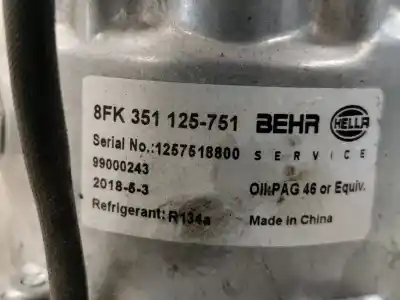 8FK 351 125-751 BEHR HELLA
Serial No.:1257518800 SERVICE
99000243
2018-5-3 Oil:PAG 46 or Equiv.
Refrigerant: R134a Made in China